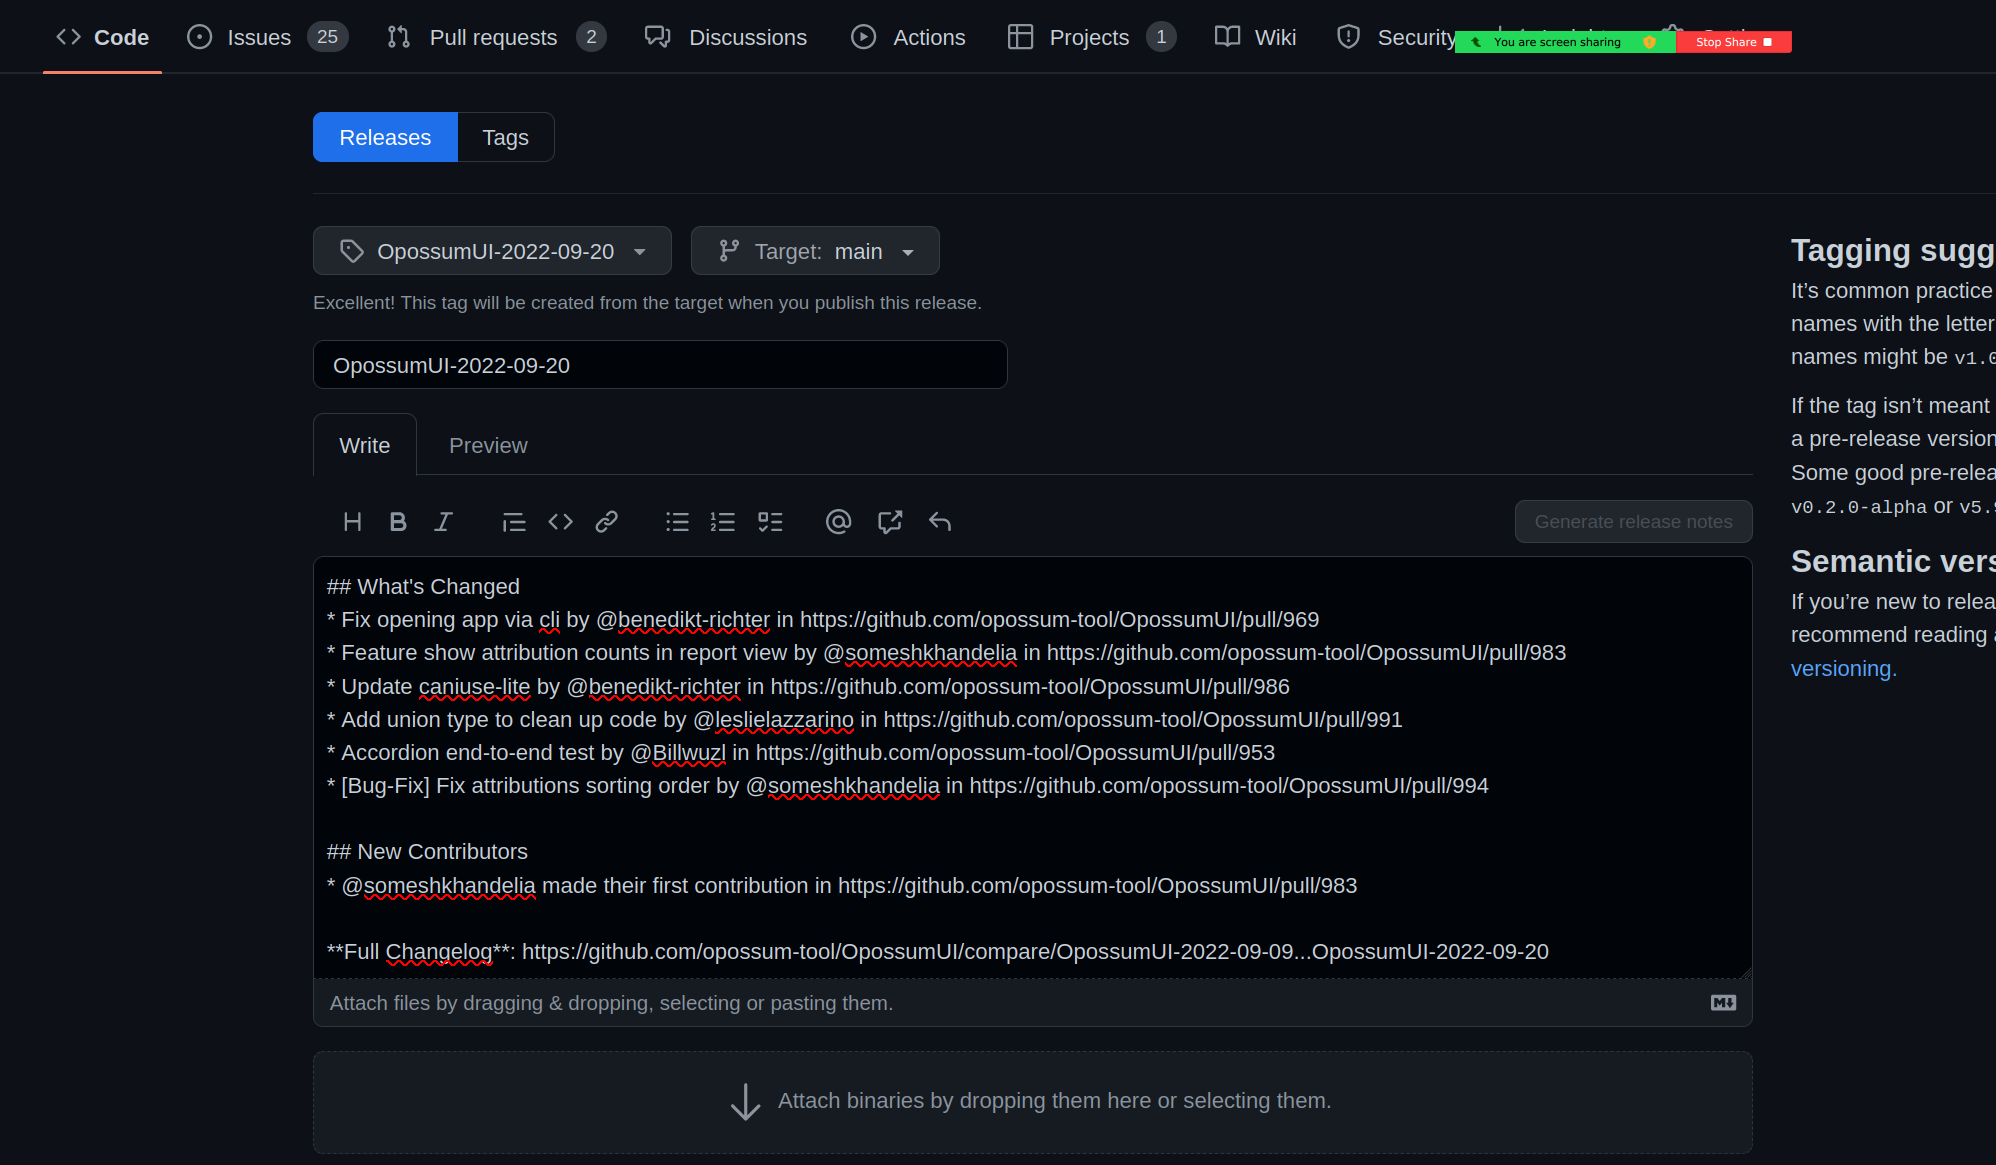 Code Issues 25 Pull requests 2 Discussions Actions Projects 1 Wiki Security
You are screen sharing Stop Share
Releases Tags
OpossumUI-2022-09-20 Target: main
Excellent! This tag will be created from the target when you publish this release.
OpossumUI-2022-09-20
Write Preview
Generate release notes
## What's Changed
* Fix opening app via cli by @benedikt-richter in https://github.com/opossum-tool/OpossumUI/pull/969
* Feature show attribution counts in report view by @someshkhandelia in https://github.com/opossum-tool/OpossumUI/pull/983
* Update caniuse-lite by @benedikt-richter in https://github.com/opossum-tool/OpossumUI/pull/986
* Add union type to clean up code by @leslielazzarino in https://github.com/opossum-tool/OpossumUI/pull/991
* Accordion end-to-end test by @Billwuzl in https://github.com/opossum-tool/OpossumUI/pull/953
* [Bug-Fix] Fix attributions sorting order by @someshkhandelia in https://github.com/opossum-tool/OpossumUI/pull/994
## New Contributors
* @someshkhandelia made their first contribution in https://github.com/opossum-tool/OpossumUI/pull/983
**Full Changelog**: https://github.com/opossum-tool/OpossumUI/compare/OpossumUI-2022-09-09...OpossumUI-2022-09-20
Attach files by dragging & dropping, selecting or pasting them.
Attach binaries by dropping them here or selecting them.
Tagging sugg
It’s common practice
names with the letter
names might be v1.0
If the tag isn’t meant
a pre-release version
Some good pre-relea
v0.2.0-alpha or v5.
Semantic vers
If you’re new to relea
recommend reading
versioning.